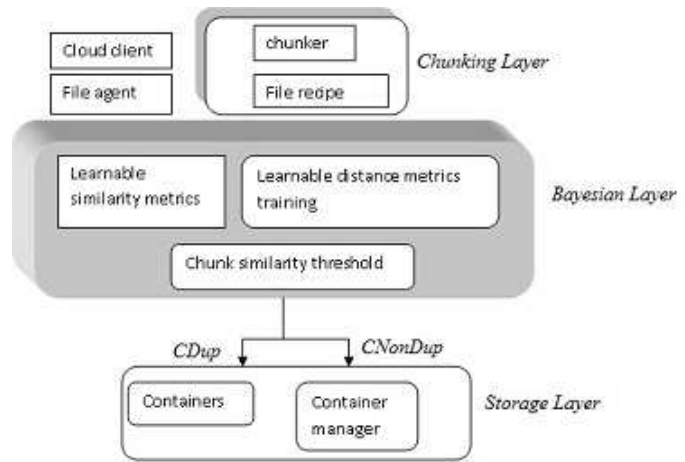 Cloud client
chunker
Chunking Layer
File agent
File recipe
Learnable
similarity metrics
Learnable distance metrics
training
Bayesian Layer
Chunk similarity threshold
CDup
CNonDup
Containers
Container
manager
Storage Layer